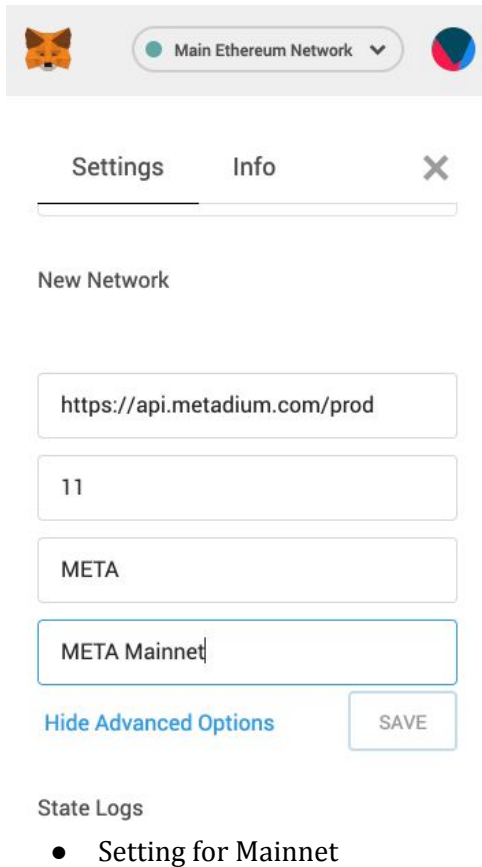 Main Ethereum Network
Settings Info
New Network
https://api.metadium.com/prod
11
META
META Mainnet
Hide Advanced Options SAVE
State Logs
● Setting for Mainnet